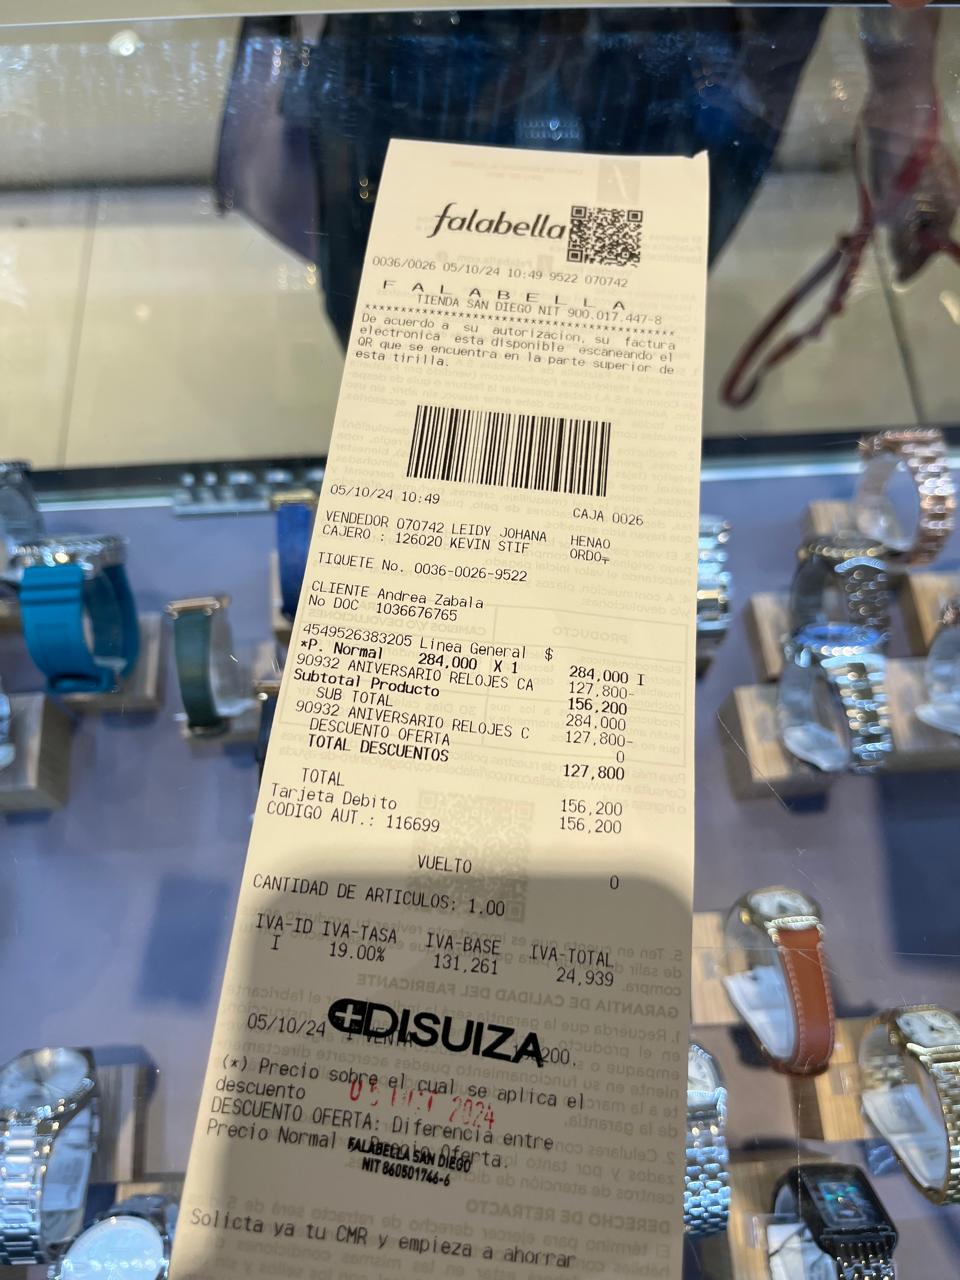 falabella
0036/0026 05/10/24 10:49 9522 070742
F A L A B E L L A
TIENDA SAN DIEGO NIT 900.017.447-8
****************************************
De acuerdo a su autorizacion, su factura
electronica esta disponible escaneando el
QR que se encuentra en la parte superior de
esta tirilla.
05/10/24 10:49 CAJA 0026
VENDEDOR 070742 LEIDY JOHANA HENAO
CAJERO : 126020 KEVIN STIF ORDO
TIQUETE No. 0036-0026-9522
CLIENTE Andrea Zabala
No DOC 1036676765
4549526383205 Linea General $ 284,000 I
*P. Normal 284,000 X 1
90932 ANIVERSARIO RELOJES CA 127,800-
Subtotal Producto 156,200
SUB TOTAL 284,000
90932 ANIVERSARIO RELOJES C 127,800-
DESCUENTO OFERTA 0
TOTAL DESCUENTOS 127,800
TOTAL 156,200
Tarjeta Debito 156,200
CODIGO AUT.: 116699
VUELTO 0
CANTIDAD DE ARTICULOS: 1.00
IVA-ID IVA-TASA IVA-BASE IVA-TOTAL
I 19.00% 131,261 24,939
05/10/24
DISUIZA
(*) Precio sobre el cual se aplica el
descuento
05 OCT 2024
DESCUENTO OFERTA: Diferencia entre
Precio Normal y Precio Oferta.
FALABELLA SAN DIEGO
NIT 860501746-6
Solicta ya tu CMR y empieza a ahorrar